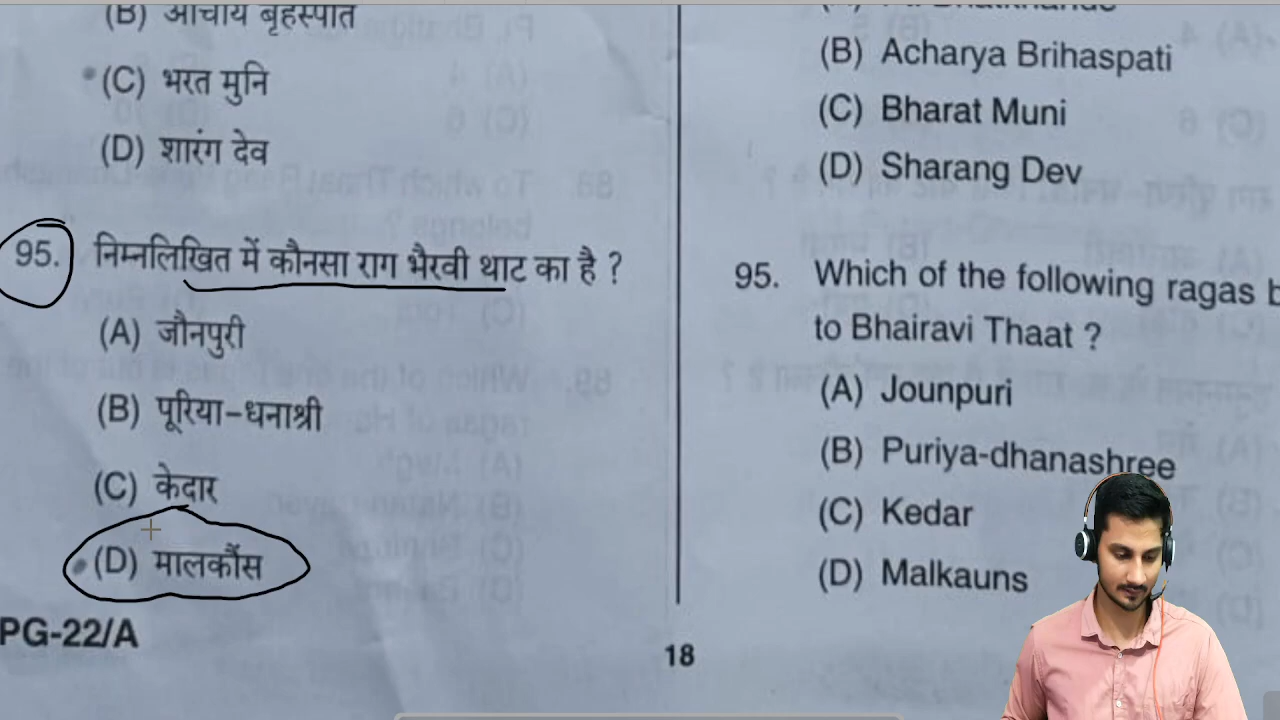 (B) आचार्य बृहस्पति
(C) भरत मुनि
(D) शारंग देव
95. निम्नलिखित में कौनसा राग भैरवी थाट का है ?
(A) जौनपुरी
(B) पूरिया-धनाश्री
(C) केदार
(D) मालकौंस
PG-22/A
(B) Acharya Brihaspati
(C) Bharat Muni
(D) Sharang Dev
95. Which of the following ragas b
to Bhairavi Thaat ?
(A) Jounpuri
(B) Puriya-dhanashree
(C) Kedar
(D) Malkauns
18